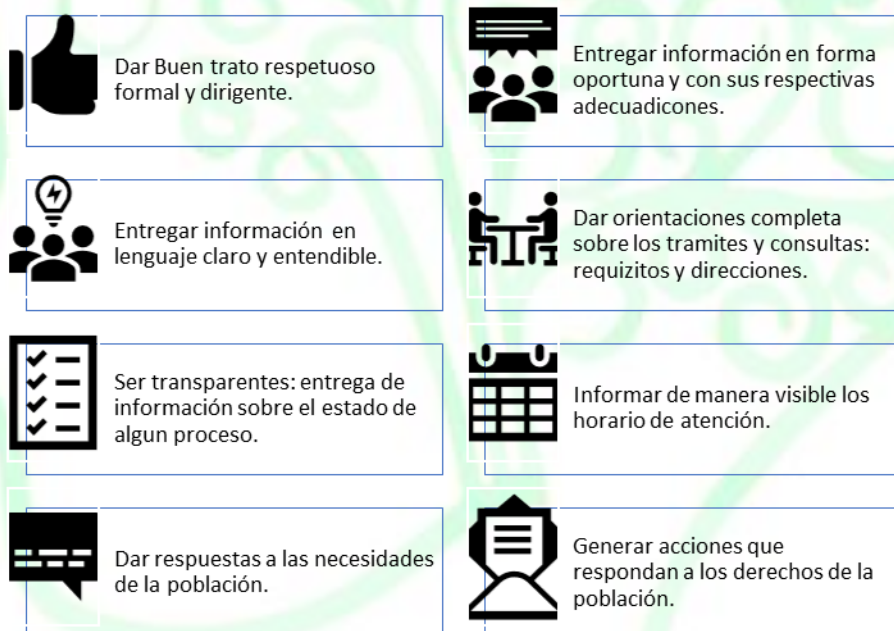 Dar Buen trato respetuoso
formal y dirigente.
Entregar información en forma
oportuna y con sus respectivas
adecuadicones.
Entregar información en
lenguaje claro y entendible.
Dar orientaciones completa
sobre los tramites y consultas:
requizitos y direcciones.
Ser transparentes: entrega de
información sobre el estado de
algun proceso.
Informar de manera visible los
horario de atención.
Dar respuestas a las necesidades
de la población.
Generar acciones que
respondan a los derechos de la
población.